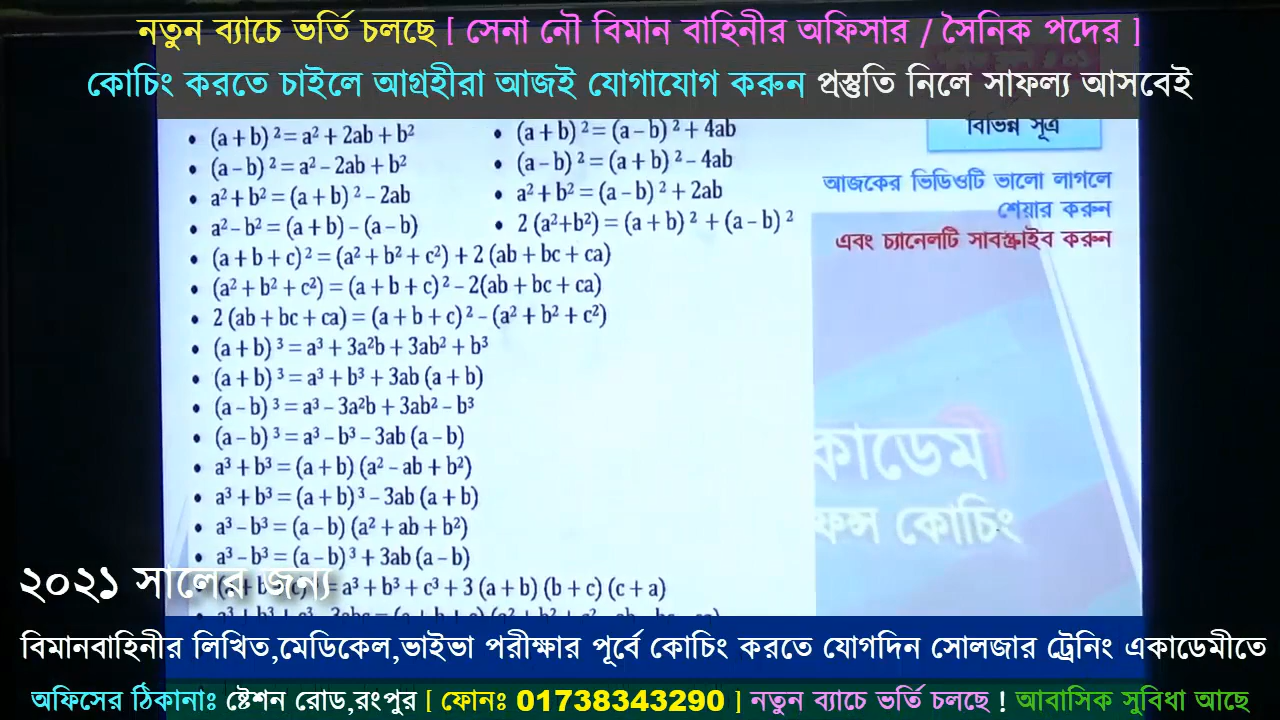 নতুন ব্যাচে ভর্তি চলছে [ সেনা নৌ বিমান বাহিনীর অফিসার / সৈনিক পদের ]
কোচিং করতে চাইলে আগ্রহীরা আজই যোগাযোগ করুন প্রস্তুতি নিলে সাফল্য আসবেই
বিভিন্ন সূত্র
• (a + b) ² = a² + 2ab + b² • (a + b) ² = (a – b) ² + 4ab
• (a – b) ² = a² – 2ab + b² • (a – b) ² = (a + b) ² – 4ab
• a² + b² = (a + b) ² – 2ab • a² + b² = (a – b) ² + 2ab
• a² – b² = (a + b) – (a – b) • 2 (a²+b²) = (a + b) ² + (a – b) ²
• (a + b + c) ² = (a² + b² + c²) + 2 (ab + bc + ca)
• (a² + b² + c²) = (a + b + c) ² – 2(ab + bc + ca)
• 2 (ab + bc + ca) = (a + b + c) ² – (a² + b² + c²)
• (a + b) ³ = a³ + 3a²b + 3ab² + b³
• (a + b) ³ = a³ + b³ + 3ab (a + b)
• (a – b) ³ = a³ – 3a²b + 3ab² – b³
• (a – b) ³ = a³ – b³ – 3ab (a – b)
• a³ + b³ = (a + b) (a² – ab + b²)
• a³ + b³ = (a + b) ³ – 3ab (a + b)
• a³ – b³ = (a – b) (a² + ab + b²)
• a³ – b³ = (a – b) ³ + 3ab (a – b)
a³ + b³ + c³ + 3 (a + b) (b + c) (c + a)
আজকের ভিডিওটি ভালো লাগলে
শেয়ার করুন
এবং চ্যানেলটি সাবস্ক্রাইব করুন
কাডেমী
ফেন্স কোচিং
২০২১ সালের জন্য
বিমানবাহিনীর লিখিত,মেডিকেল,ভাইভা পরীক্ষার পূর্বে কোচিং করতে যোগদিন সোলজার ট্রেনিং একাডেমীতে
অফিসের ঠিকানাঃ ষ্টেশন রোড,রংপুর [ ফোনঃ 01738343290 ] নতুন ব্যাচে ভর্তি চলছে ! আবাসিক সুবিধা আছে